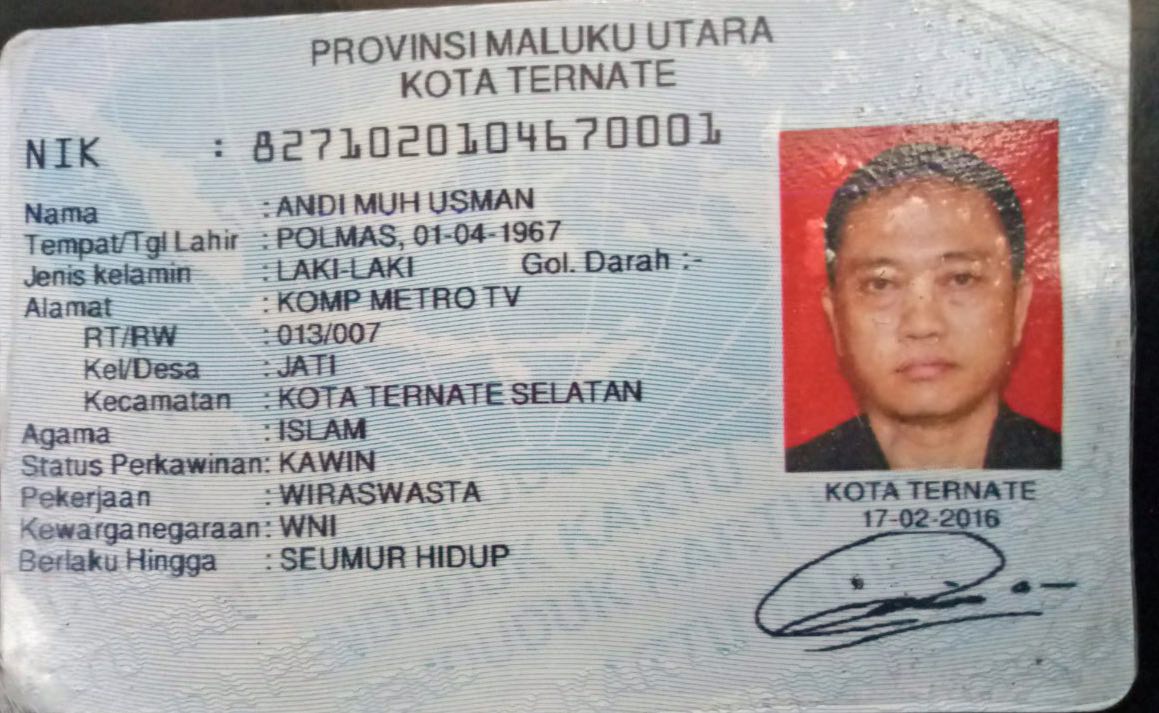 PROVINSI MALUKU UTARA
KOTA TERNATE
NIK : 8271020104670001
Nama : ANDI MUH USMAN
Tempat/Tgl Lahir : POLMAS, 01-04-1967
Jenis kelamin : LAKI-LAKI Gol. Darah :-
Alamat : KOMP METRO TV
RT/RW : 013/007
Kel/Desa : JATI
Kecamatan : KOTA TERNATE SELATAN
Agama : ISLAM
Status Perkawinan: KAWIN
Pekerjaan : WIRASWASTA
Kewarganegaraan: WNI
Berlaku Hingga : SEUMUR HIDUP
KOTA TERNATE
17-02-2016